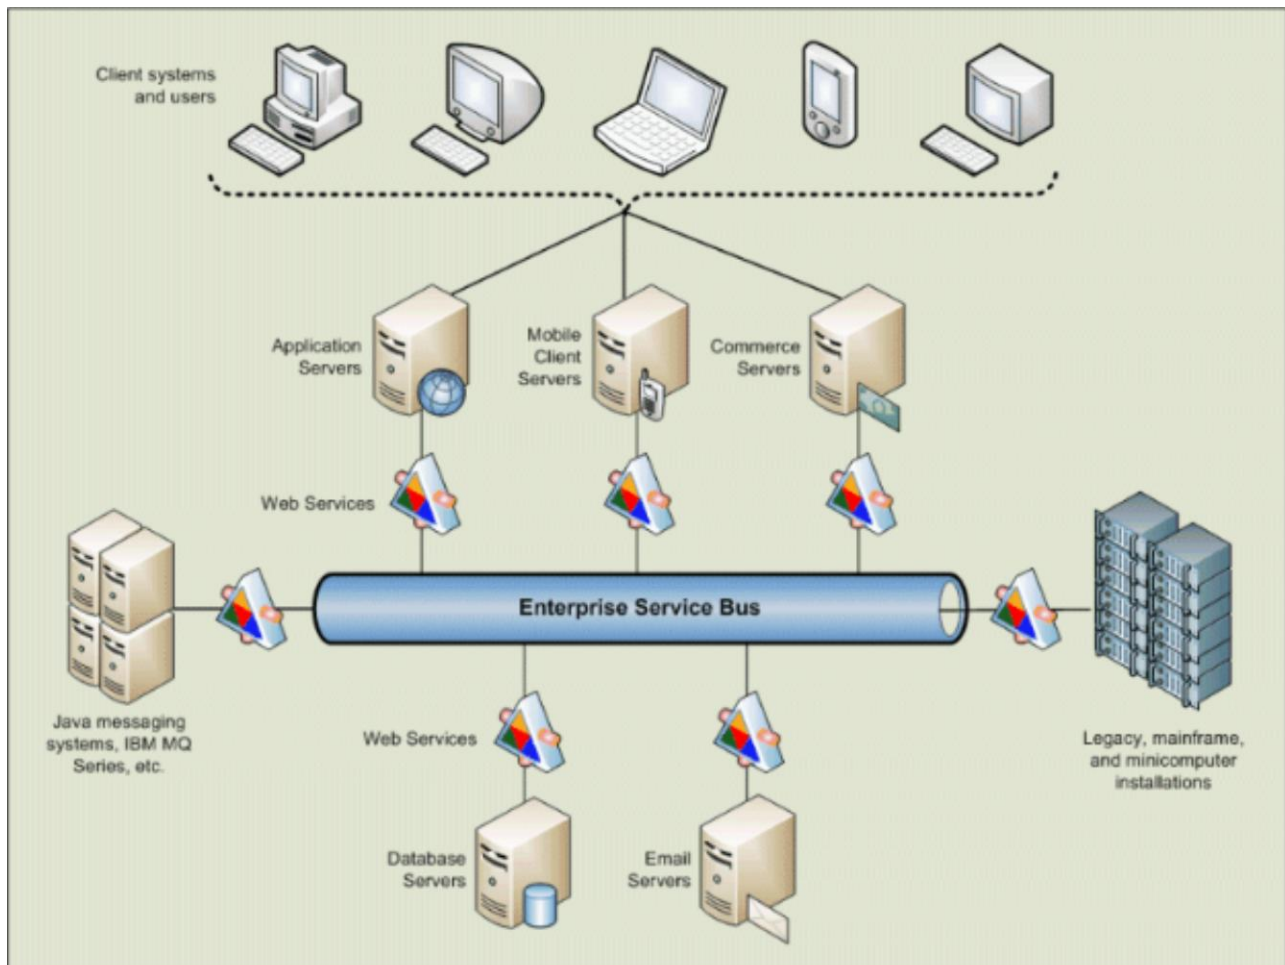 Client systems
and users
Application
Servers
Mobile
Client
Servers
Commerce
Servers
Web Services
Enterprise Service Bus
Java messaging
systems, IBM MQ
Series, etc.
Legacy, mainframe,
and minicomputer
installations
Web Services
Database
Servers
Email
Servers